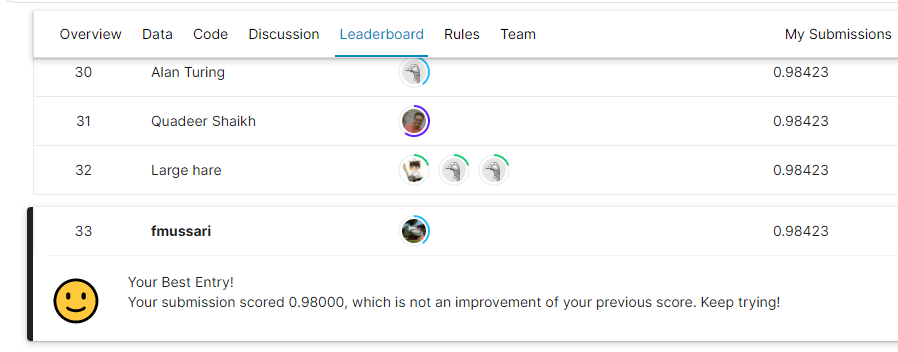 Overview Data Code Discussion Leaderboard Rules Team My Submissions
30 Alan Turing 0.98423
31 Quadeer Shaikh 0.98423
32 Large hare 0.98423
33 fmussari 0.98423
Your Best Entry!
Your submission scored 0.98000, which is not an improvement of your previous score. Keep trying!